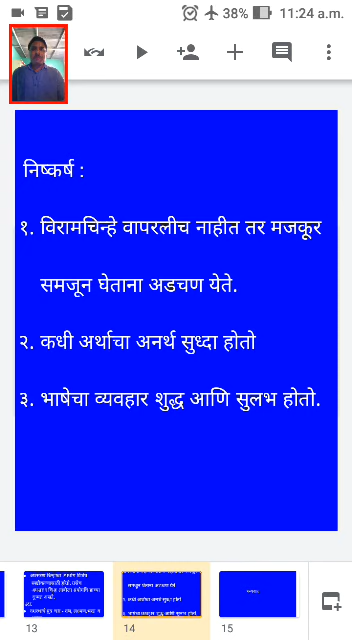 38% 11:24 a.m.
निष्कर्ष :
१. विरामचिन्हे वापरलीच नाहीत तर मजकूर
समजून घेताना अडचण येते.
२. कधी अर्थाचा अनर्थ सुध्दा होतो
३. भाषेचा व्यवहार शुद्ध आणि सुलभ होतो.
13
14
15